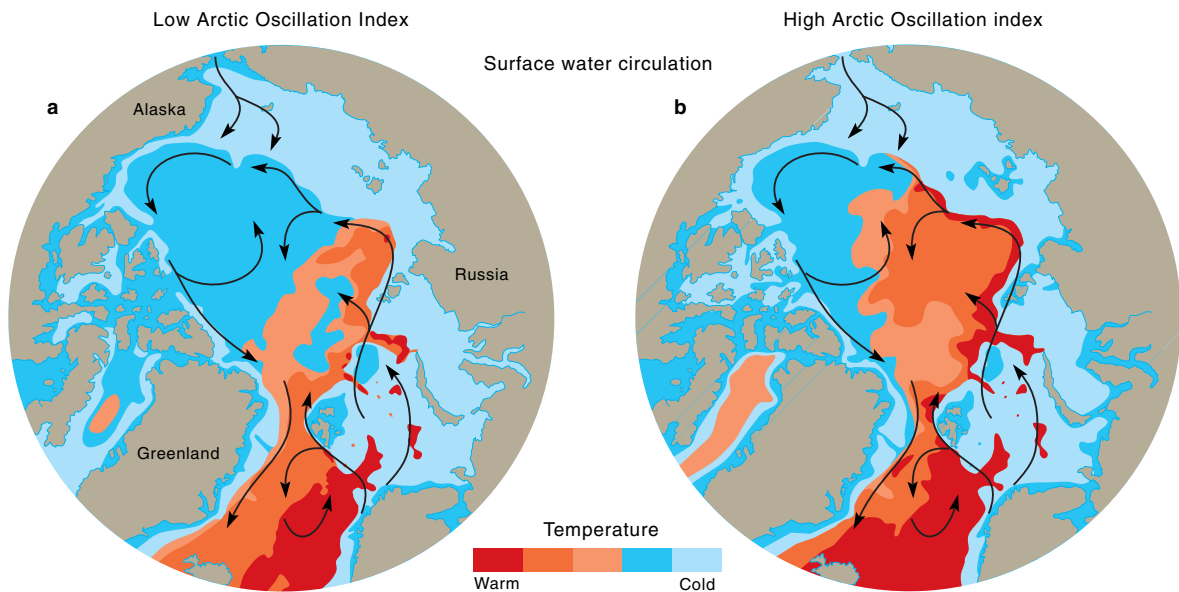 Low Arctic Oscillation Index
High Arctic Oscillation index
Surface water circulation
a
Alaska
b
Russia
Greenland
Temperature
Warm
Cold